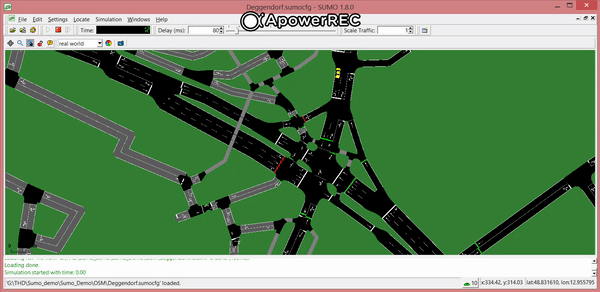 Deggendorf.sumocfg - SUMO 1.8.0
ApowerREC
File Edit Settings Locate Simulation Windows Help
Time: Delay (ms): 80 Scale Traffic: 1
real world
Loading done.
Simulation started with time: 0.00
'G:\THD\Sumo_demo\Sumo_Demo\OSM\Deggendorf.sumocfg' loaded.
10 x:334.42, y:314.03 lat:48.831610, lon:12.955795